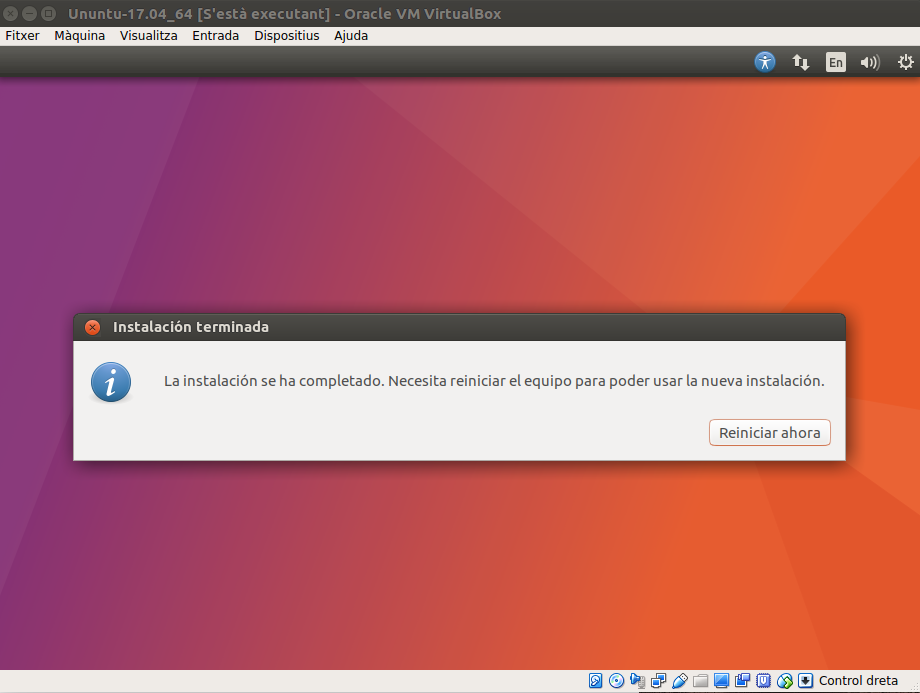 Ununtu-17.04_64 [S'està executant] - Oracle VM VirtualBox
Fitxer Màquina Visualitza Entrada Dispositius Ajuda
En
Instalación terminada
La instalación se ha completado. Necesita reiniciar el equipo para poder usar la nueva instalación.
Reiniciar ahora
Control dreta